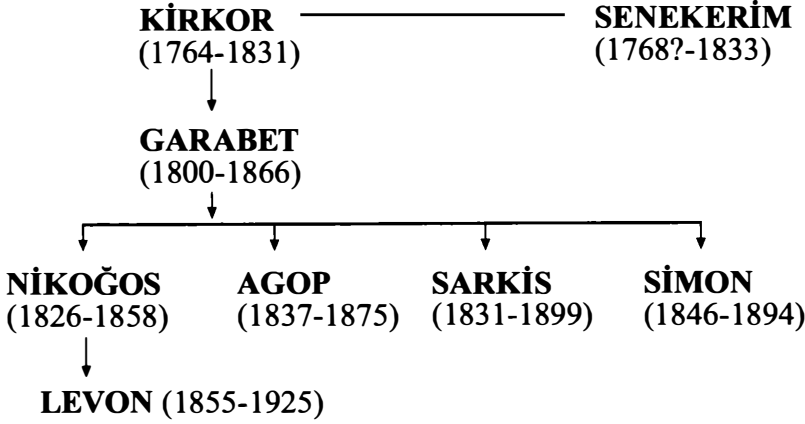 KİRKOR
(1764-1831)
SENEKERİM
(1768?-1833)
GARABET
(1800-1866)
NİKOĞOS
(1826-1858)
AGOP
(1837-1875)
SARKİS
(1831-1899)
SİMON
(1846-1894)
LEVON (1855-1925)